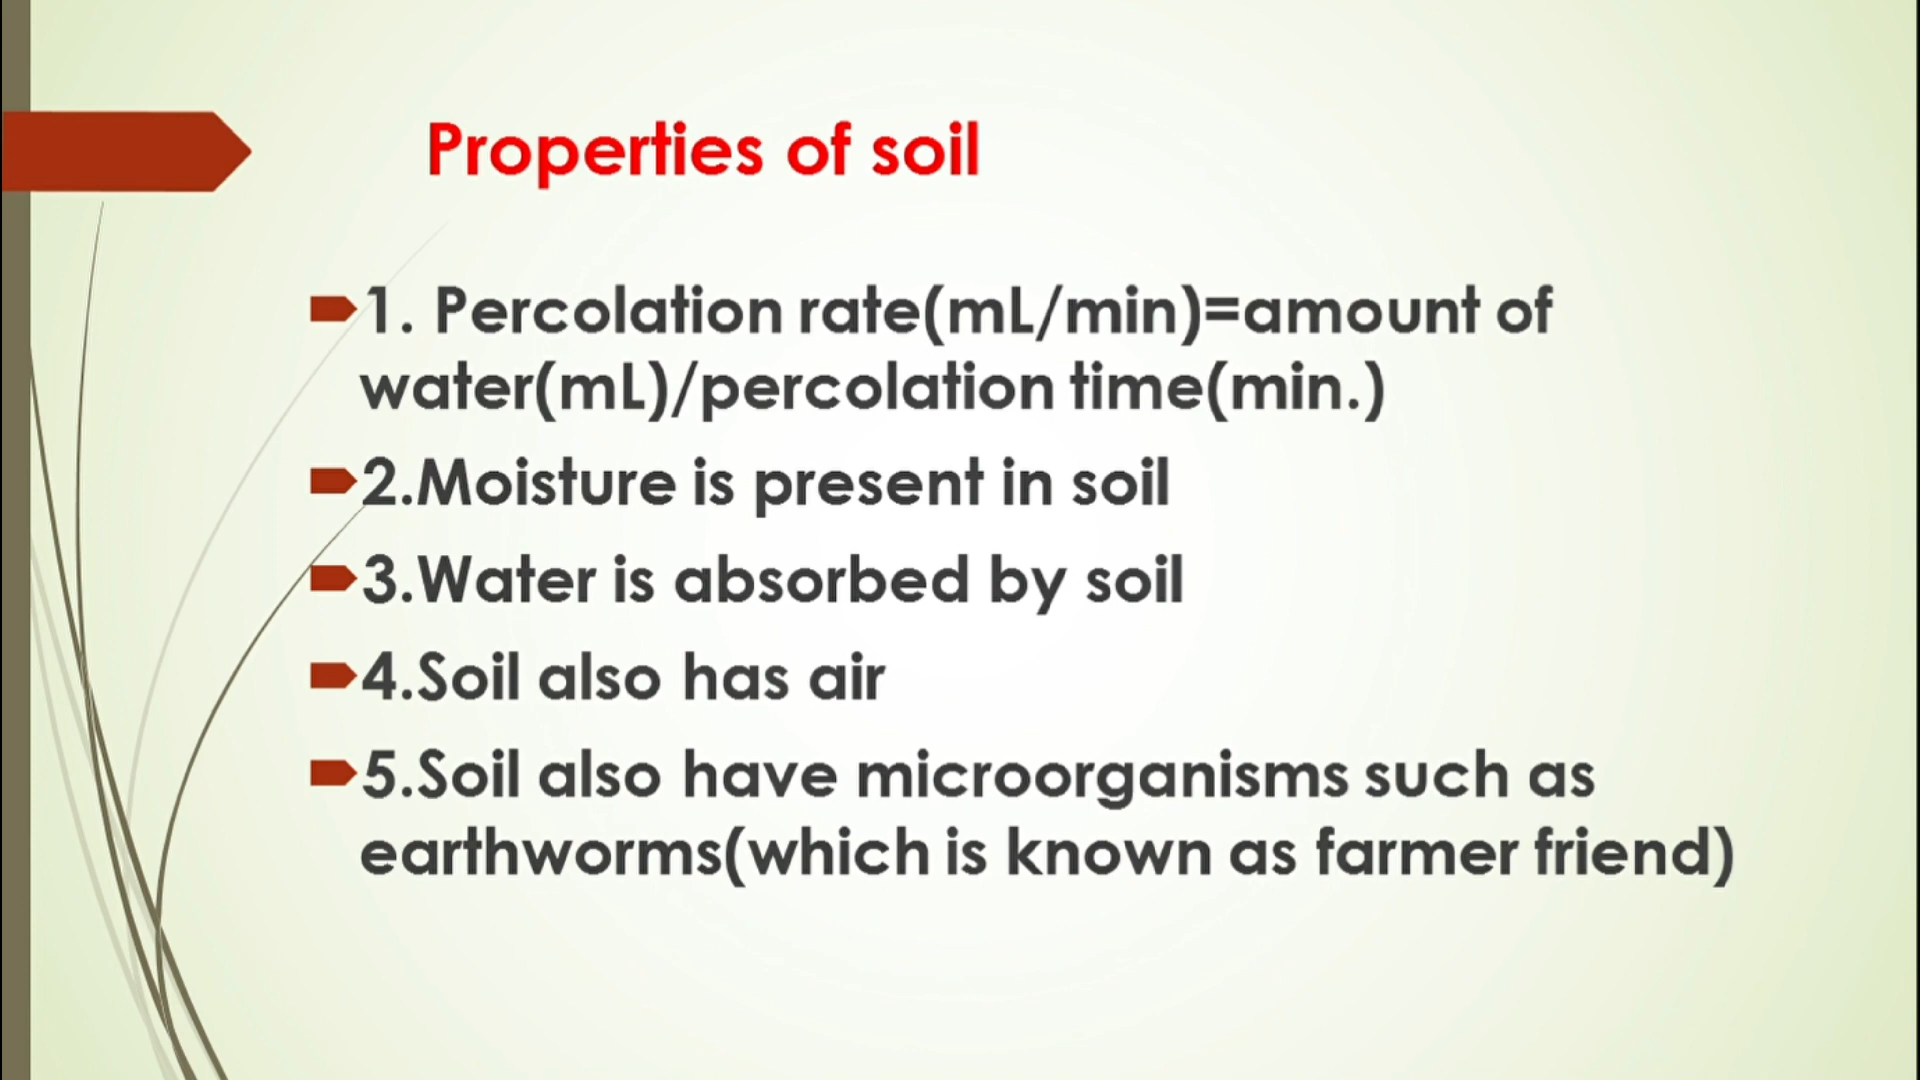 Properties of soil
1. Percolation rate(mL/min)=amount of
water(mL)/percolation time(min.)
2.Moisture is present in soil
3.Water is absorbed by soil
4.Soil also has air
5.Soil also have microorganisms such as
earthworms(which is known as farmer friend)